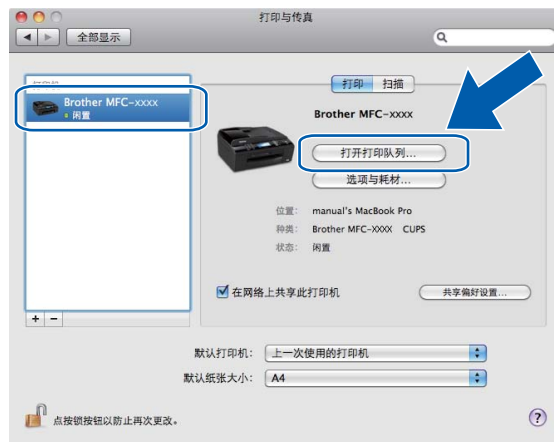 打印与传真
全部显示
打印机
打印 扫描
Brother MFC-xxxx
闲置
Brother MFC-xxxx
打开打印队列...
选项与耗材...
位置： manual's MacBook Pro
种类： Brother MFC-XXXX CUPS
状态： 闲置
在网络上共享此打印机
共享偏好设置...
+ −
默认打印机： 上一次使用的打印机
默认纸张大小： A4
点按锁按钮以防止再次更改。
?